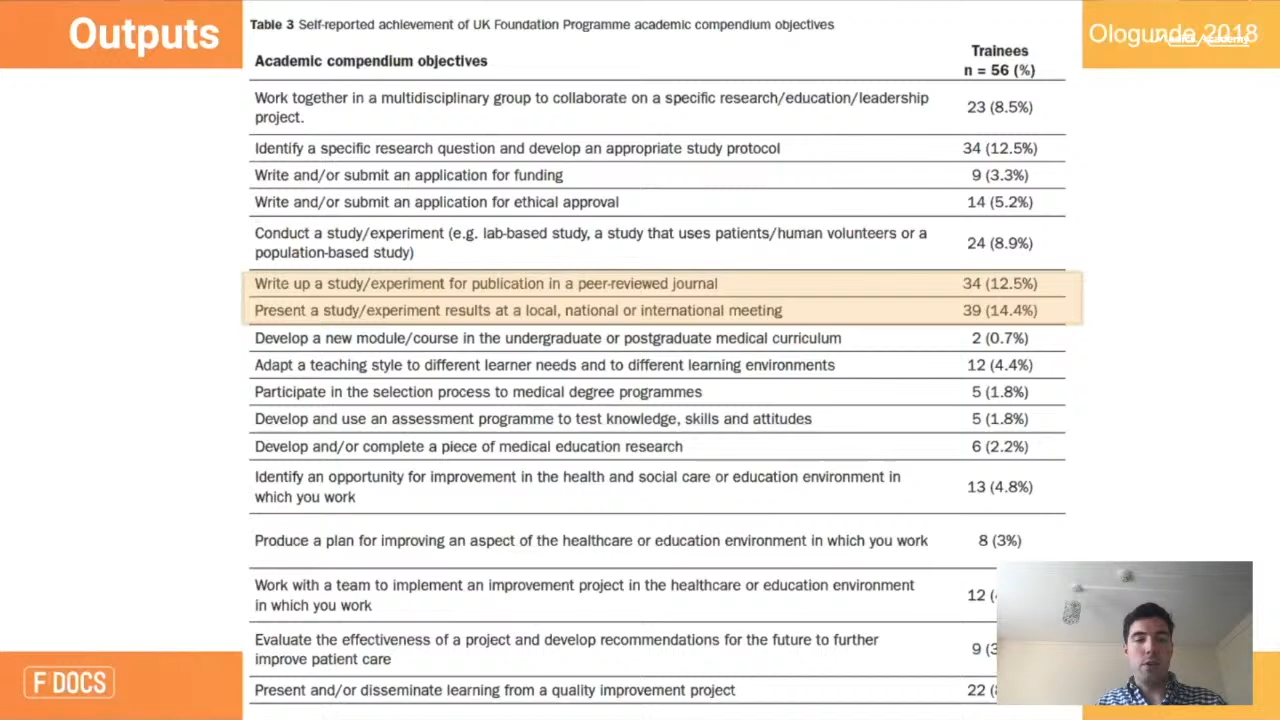 Outputs
Table 3 Self-reported achievement of UK Foundation Programme academic compendium objectives
Ologunde 2018
Academic compendium objectives
Trainees
n = 56 (%)
Work together in a multidisciplinary group to collaborate on a specific research/education/leadership
project.
23 (8.5%)
Identify a specific research question and develop an appropriate study protocol 34 (12.5%)
Write and/or submit an application for funding 9 (3.3%)
Write and/or submit an application for ethical approval 14 (5.2%)
Conduct a study/experiment (e.g. lab-based study, a study that uses patients/human volunteers or a
population-based study)
24 (8.9%)
Write up a study/experiment for publication in a peer-reviewed journal 34 (12.5%)
Present a study/experiment results at a local, national or international meeting 39 (14.4%)
Develop a new module/course in the undergraduate or postgraduate medical curriculum 2 (0.7%)
Adapt a teaching style to different learner needs and to different learning environments 12 (4.4%)
Participate in the selection process to medical degree programmes 5 (1.8%)
Develop and use an assessment programme to test knowledge, skills and attitudes 5 (1.8%)
Develop and/or complete a piece of medical education research 6 (2.2%)
Identify an opportunity for improvement in the health and social care or education environment in
which you work
13 (4.8%)
Produce a plan for improving an aspect of the healthcare or education environment in which you work 8 (3%)
Work with a team to implement an improvement project in the healthcare or education environment
in which you work
12
Evaluate the effectiveness of a project and develop recommendations for the future to further
improve patient care
9 (3
Present and/or disseminate learning from a quality improvement project 22
F DOCS